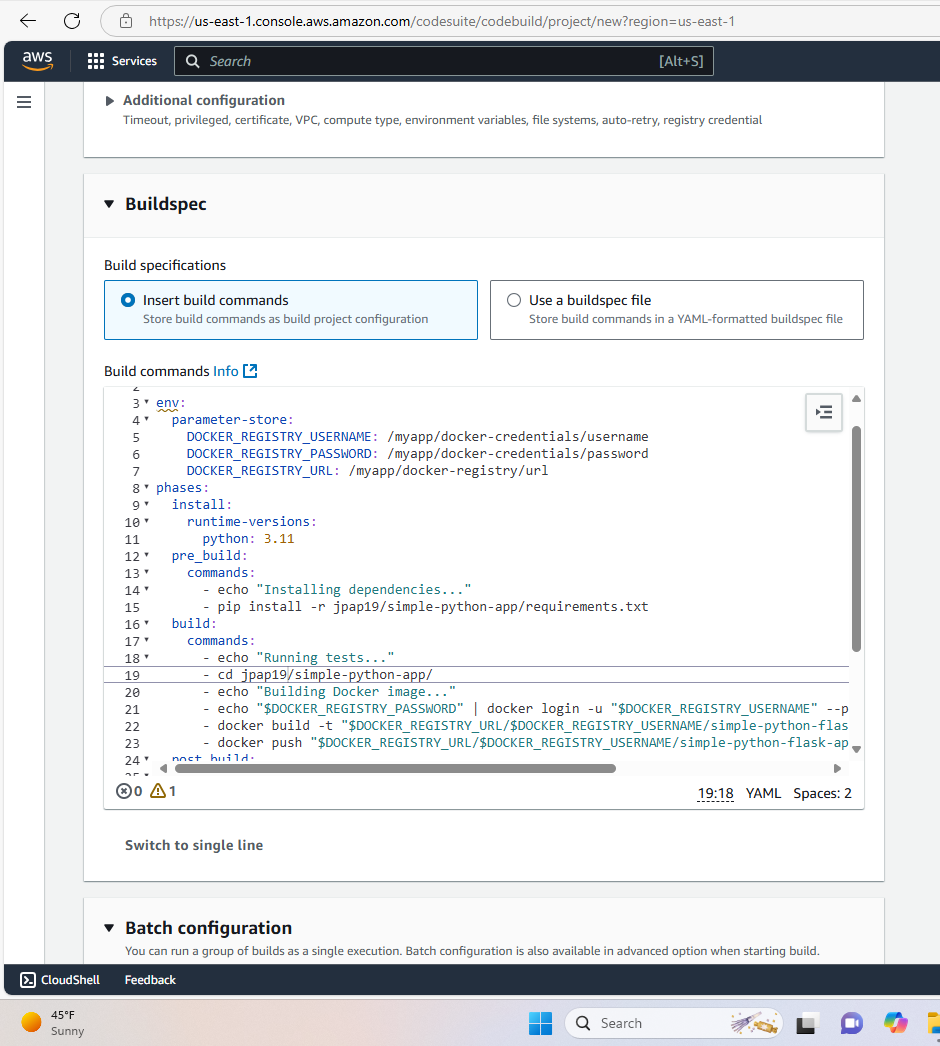 https://us-east-1.console.aws.amazon.com/codesuite/codebuild/project/new?region=us-east-1
aws Services Search [Alt+S]
Additional configuration
Timeout, privileged, certificate, VPC, compute type, environment variables, file systems, auto-retry, registry credential
Buildspec
Build specifications
Insert build commands
Store build commands as build project configuration
Use a buildspec file
Store build commands in a YAML-formatted buildspec file
Build commands Info
2
3 env:
4 parameter-store:
5 DOCKER_REGISTRY_USERNAME: /myapp/docker-credentials/username
6 DOCKER_REGISTRY_PASSWORD: /myapp/docker-credentials/password
7 DOCKER_REGISTRY_URL: /myapp/docker-registry/url
8 phases:
9 install:
10 runtime-versions:
11 python: 3.11
12 pre_build:
13 commands:
14 - echo "Installing dependencies..."
15 - pip install -r jpap19/simple-python-app/requirements.txt
16 build:
17 commands:
18 - echo "Running tests..."
19 - cd jpap19/simple-python-app/
20 - echo "Building Docker image..."
21 - echo "$DOCKER_REGISTRY_PASSWORD" | docker login -u "$DOCKER_REGISTRY_USERNAME" --p
22 - docker build -t "$DOCKER_REGISTRY_URL/$DOCKER_REGISTRY_USERNAME/simple-python-flas
23 - docker push "$DOCKER_REGISTRY_URL/$DOCKER_REGISTRY_USERNAME/simple-python-flask-ap
24 post_build:
25
0 1 19:18 YAML Spaces: 2
Switch to single line
Batch configuration
You can run a group of builds as a single execution. Batch configuration is also available in advanced option when starting build.
CloudShell Feedback
45°F
Sunny
Search